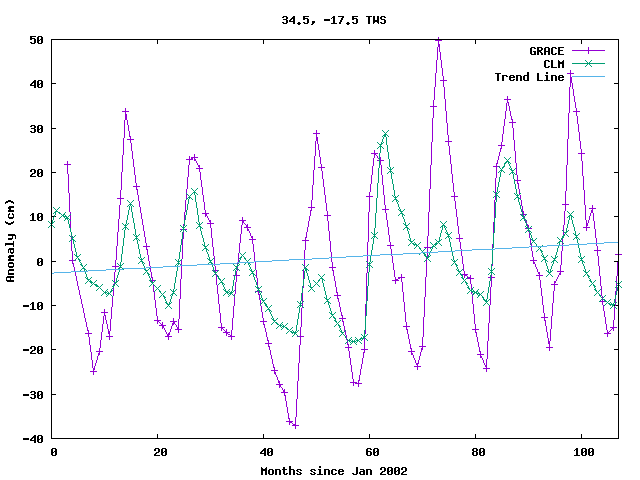 34.5, -17.5 TWS
GRACE
CLM
Trend Line
50
40
30
20
10
0
-10
-20
-30
-40
Anomaly (cm)
0 20 40 60 80 100
Months since Jan 2002